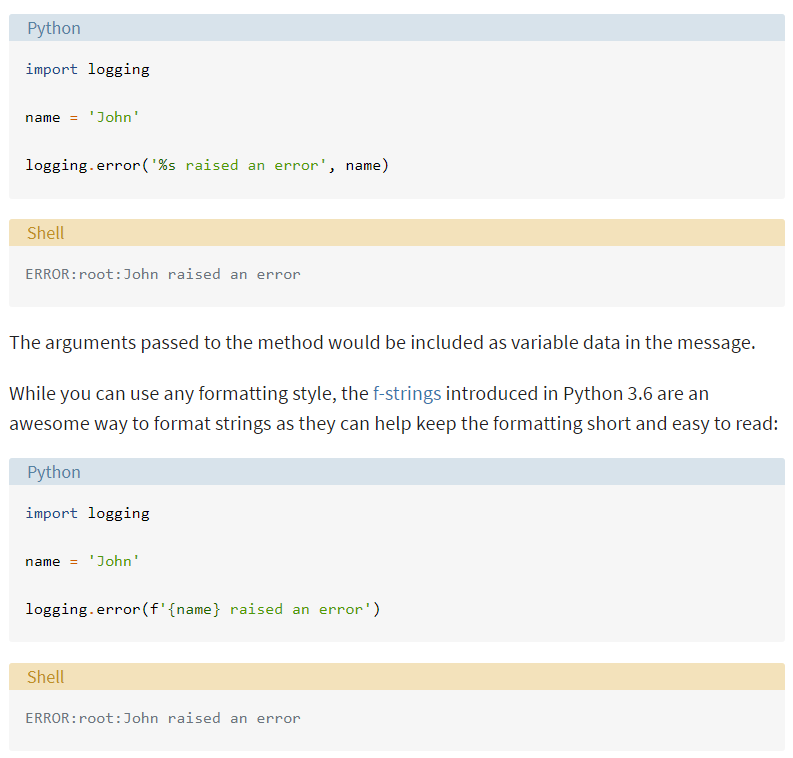 Python
import logging
name = 'John'
logging.error('%s raised an error', name)
Shell
ERROR:root:John raised an error
The arguments passed to the method would be included as variable data in the message.
While you can use any formatting style, the f-strings introduced in Python 3.6 are an
awesome way to format strings as they can help keep the formatting short and easy to read:
Python
import logging
name = 'John'
logging.error(f'{name} raised an error')
Shell
ERROR:root:John raised an error